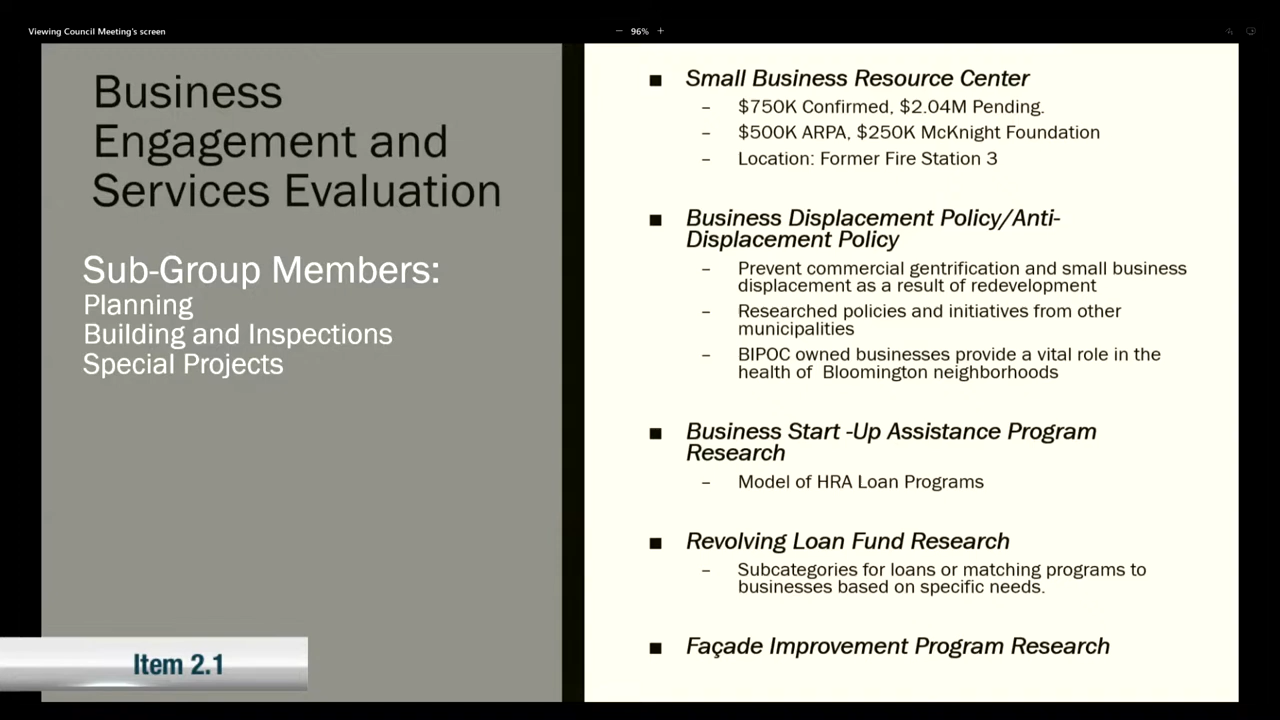 Viewing Council Meeting's screen
− 96% +
Business
Engagement and
Services Evaluation
Sub-Group Members:
Planning
Building and Inspections
Special Projects
Item 2.1
■ Small Business Resource Center
– $750K Confirmed, $2.04M Pending.
– $500K ARPA, $250K McKnight Foundation
– Location: Former Fire Station 3
■ Business Displacement Policy/Anti-
Displacement Policy
– Prevent commercial gentrification and small business
displacement as a result of redevelopment
– Researched policies and initiatives from other
municipalities
– BIPOC owned businesses provide a vital role in the
health of  Bloomington neighborhoods
■ Business Start -Up Assistance Program
Research
– Model of HRA Loan Programs
■ Revolving Loan Fund Research
– Subcategories for loans or matching programs to
businesses based on specific needs.
■ Façade Improvement Program Research